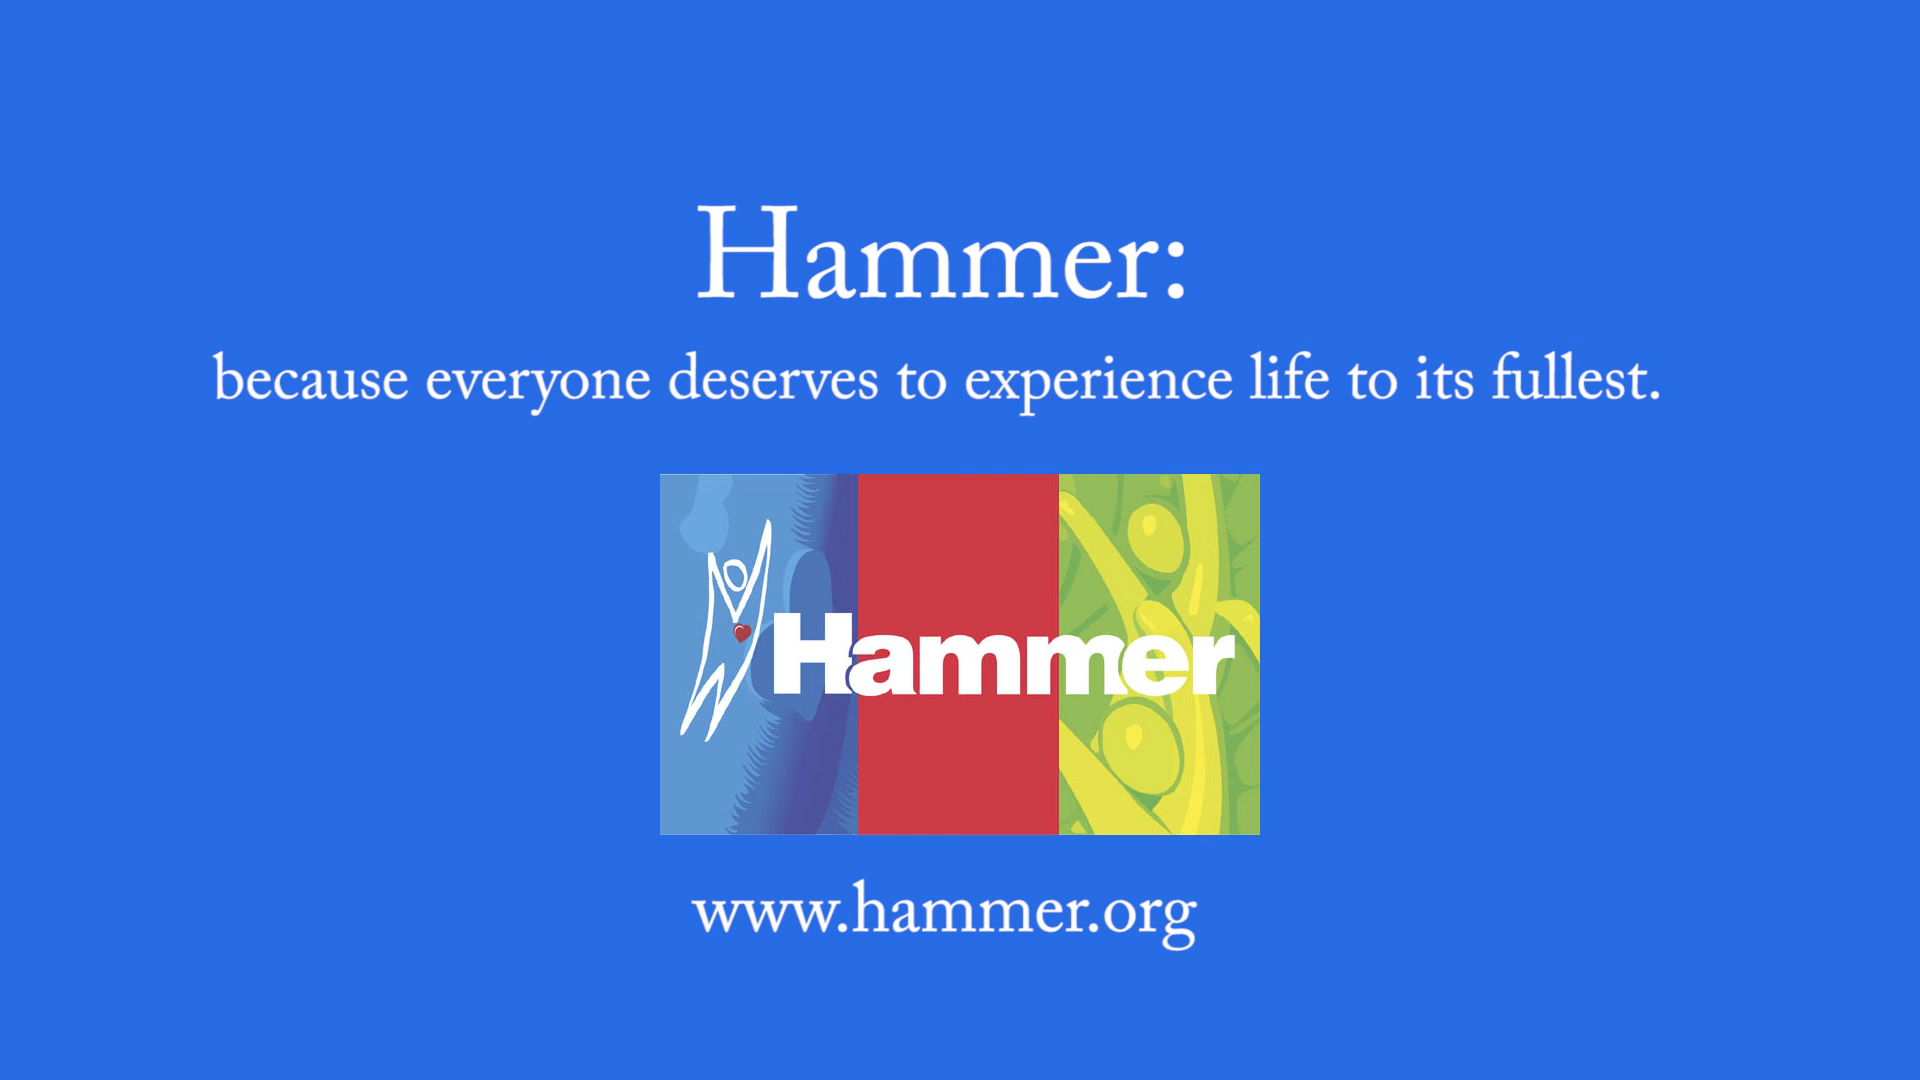 Hammer:
because everyone deserves to experience life to its fullest.
Hammer
www.hammer.org